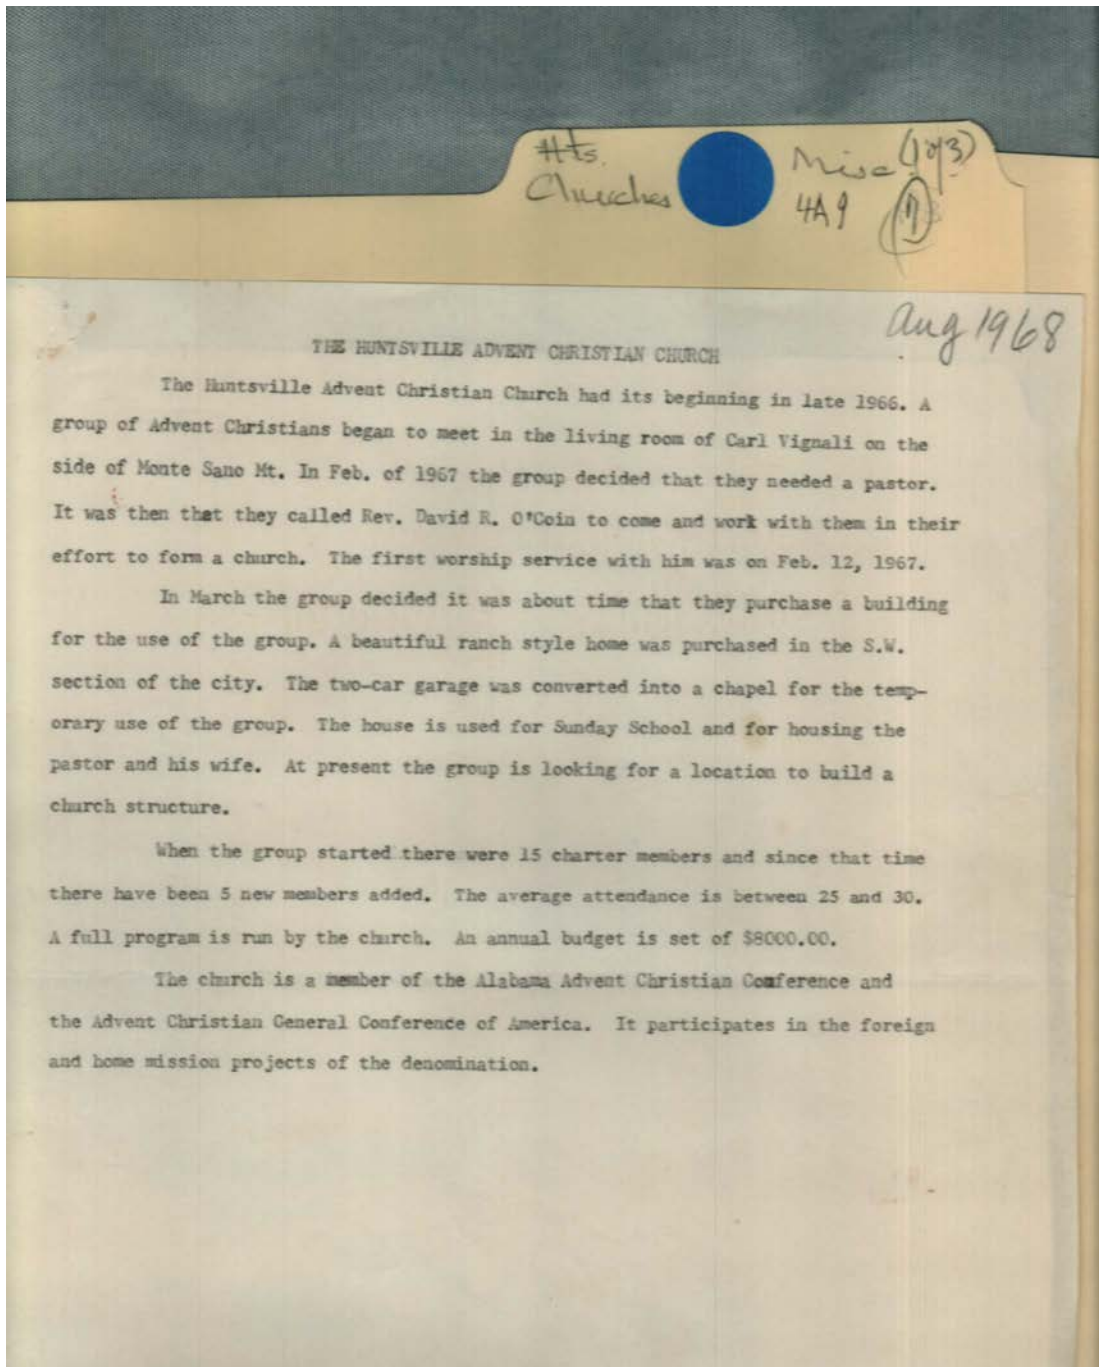 Hts. Misc (1 of 3)
Churches 4A9
Aug 1968
THE HUNTSVILLE ADVENT CHRISTIAN CHURCH
The Huntsville Advent Christian Church had its beginning in late 1966. A
group of Advent Christians began to meet in the living room of Carl Vignali on the
side of Monte Sano Mt. In Feb. of 1967 the group decided that they needed a pastor.
It was then that they called Rev. David R. O'Coin to come and work with them in their
effort to form a church. The first worship service with him was on Feb. 12, 1967.
In March the group decided it was about time that they purchase a building
for the use of the group. A beautiful ranch style home was purchased in the S.W.
section of the city. The two-car garage was converted into a chapel for the temp-
orary use of the group. The house is used for Sunday School and for housing the
pastor and his wife. At present the group is looking for a location to build a
church structure.
When the group started there were 15 charter members and since that time
there have been 5 new members added. The average attendance is between 25 and 30.
A full program is run by the church. An annual budget is set of $8000.00.
The church is a member of the Alabama Advent Christian Conference and
the Advent Christian General Conference of America. It participates in the foreign
and home mission projects of the denomination.